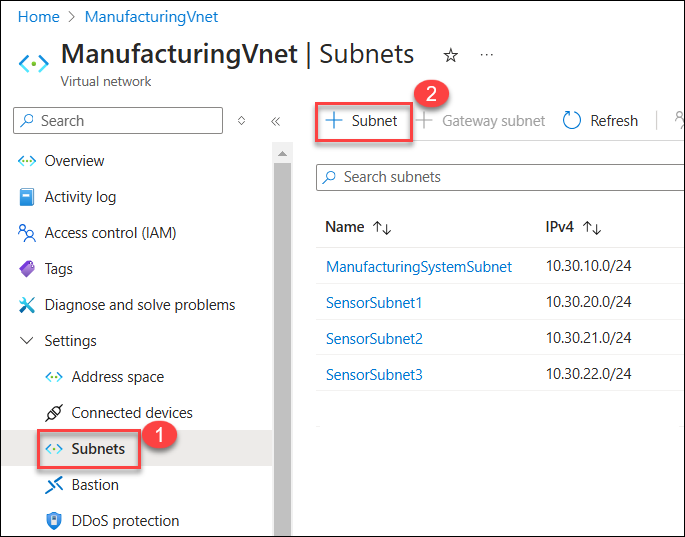 Home > ManufacturingVnet
ManufacturingVnet | Subnets
Virtual network
Search
Overview
Activity log
Access control (IAM)
Tags
Diagnose and solve problems
Settings
Address space
Connected devices
Subnets 1
Bastion
DDoS protection
2
+ Subnet + Gateway subnet Refresh
Search subnets
Name IPv4
ManufacturingSystemSubnet 10.30.10.0/24
SensorSubnet1 10.30.20.0/24
SensorSubnet2 10.30.21.0/24
SensorSubnet3 10.30.22.0/24